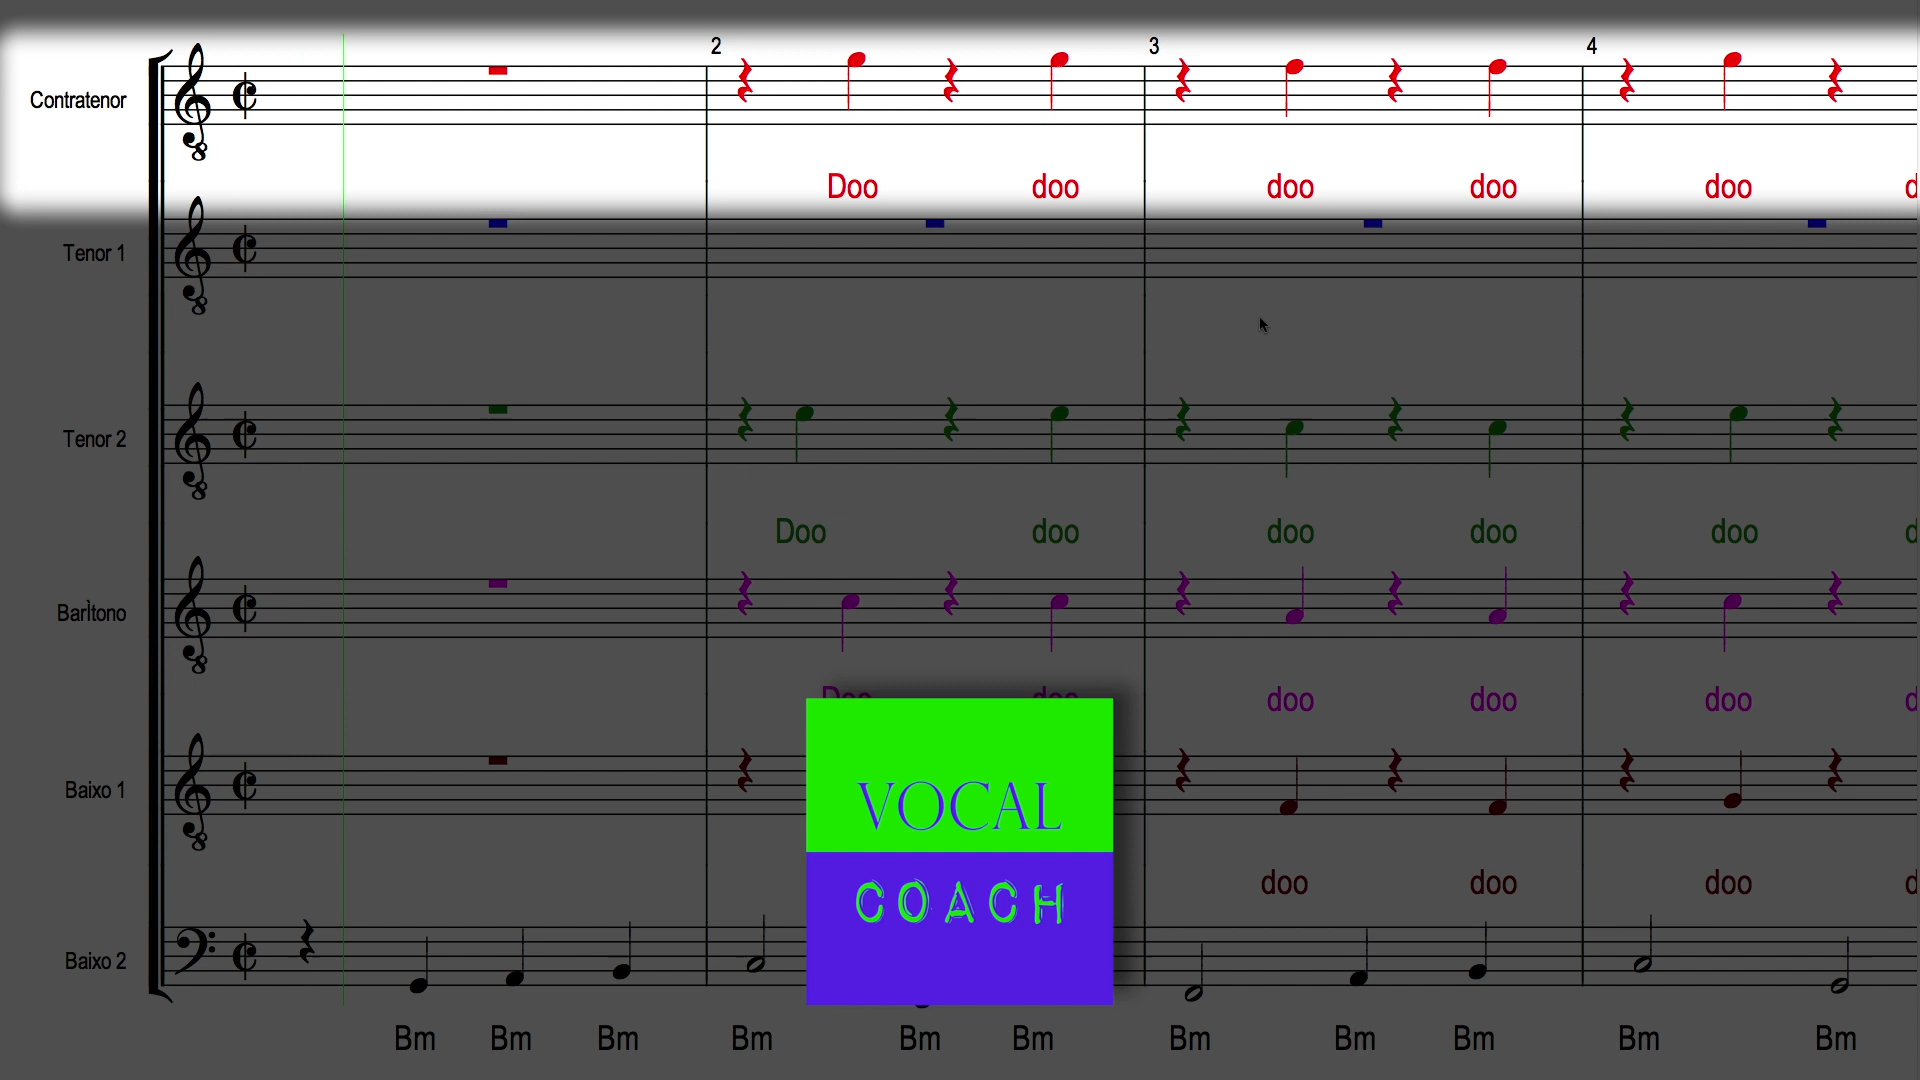 2 3 4
Contratenor
Doo doo doo doo doo d
Tenor 1
Tenor 2
Doo doo doo doo doo d
Barìtono
Doo doo doo doo doo d
Baixo 1
doo doo doo d
VOCAL
COACH
Baixo 2
Bm Bm Bm Bm Bm Bm Bm Bm Bm Bm Bm